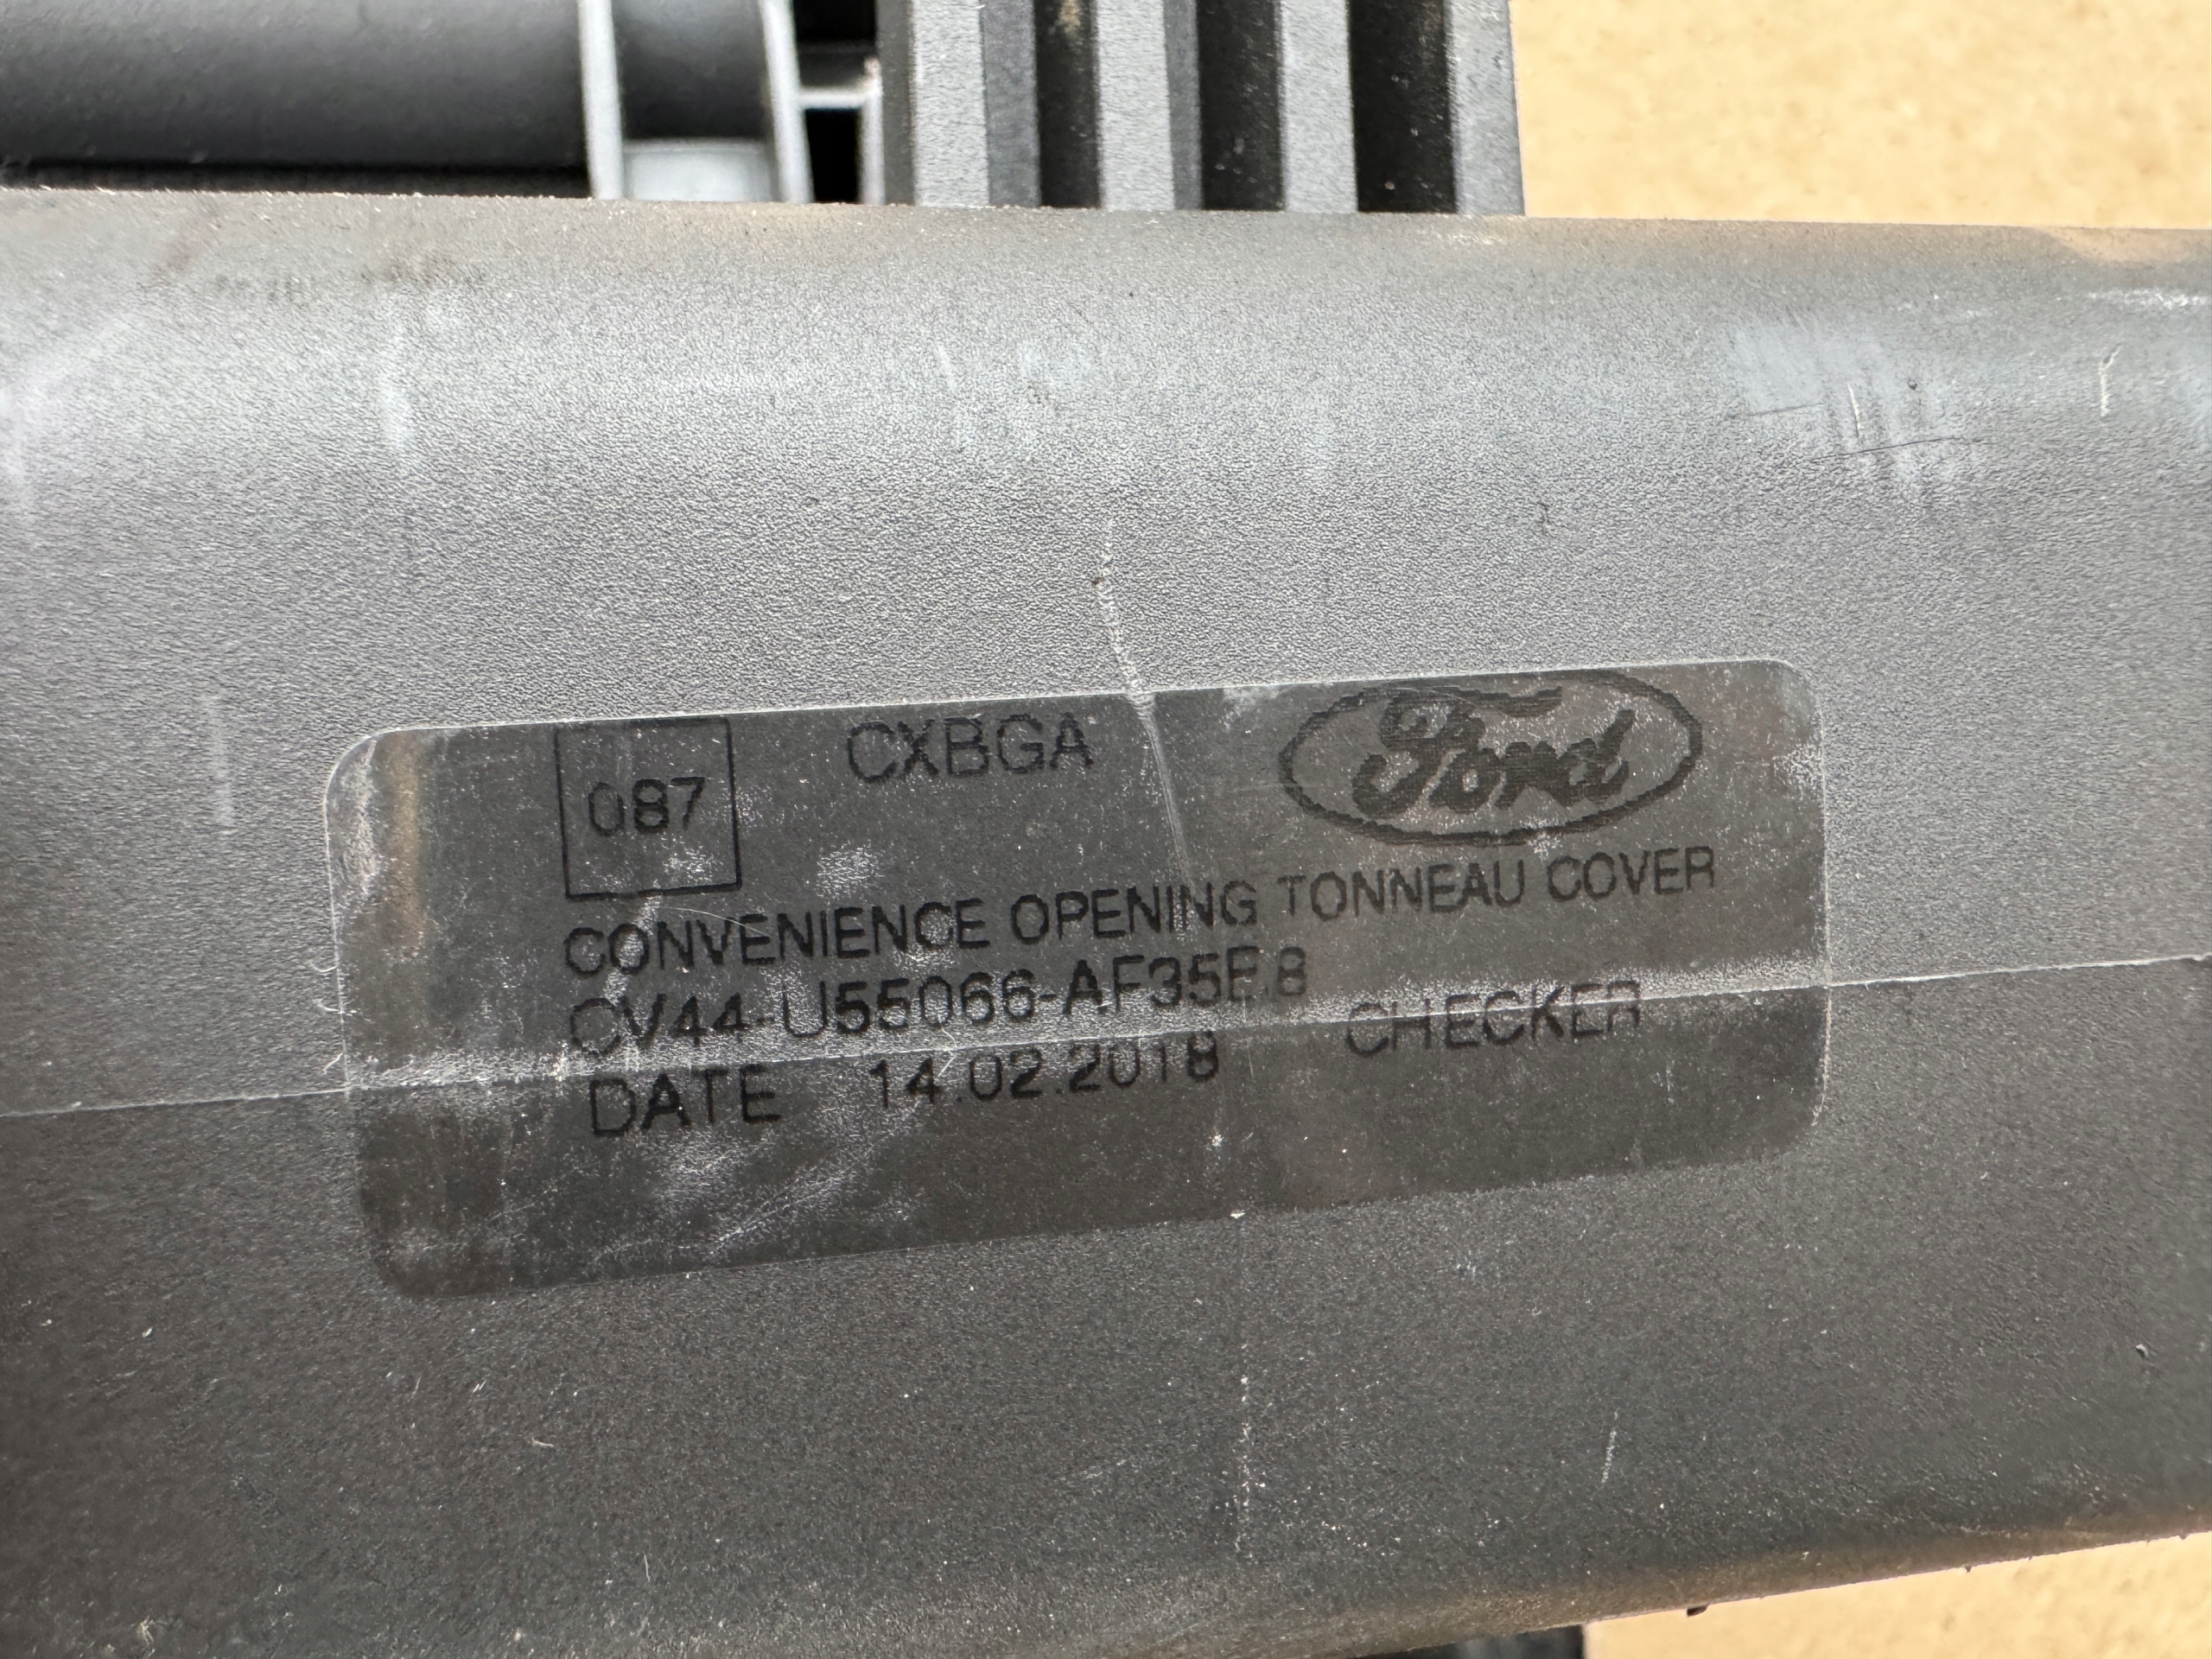 087
CXBGA
Ford
CONVENIENCE OPENING TONNEAU COVER
CV44-U55066-AF35E8
DATE 14.02.2018 CHECKER